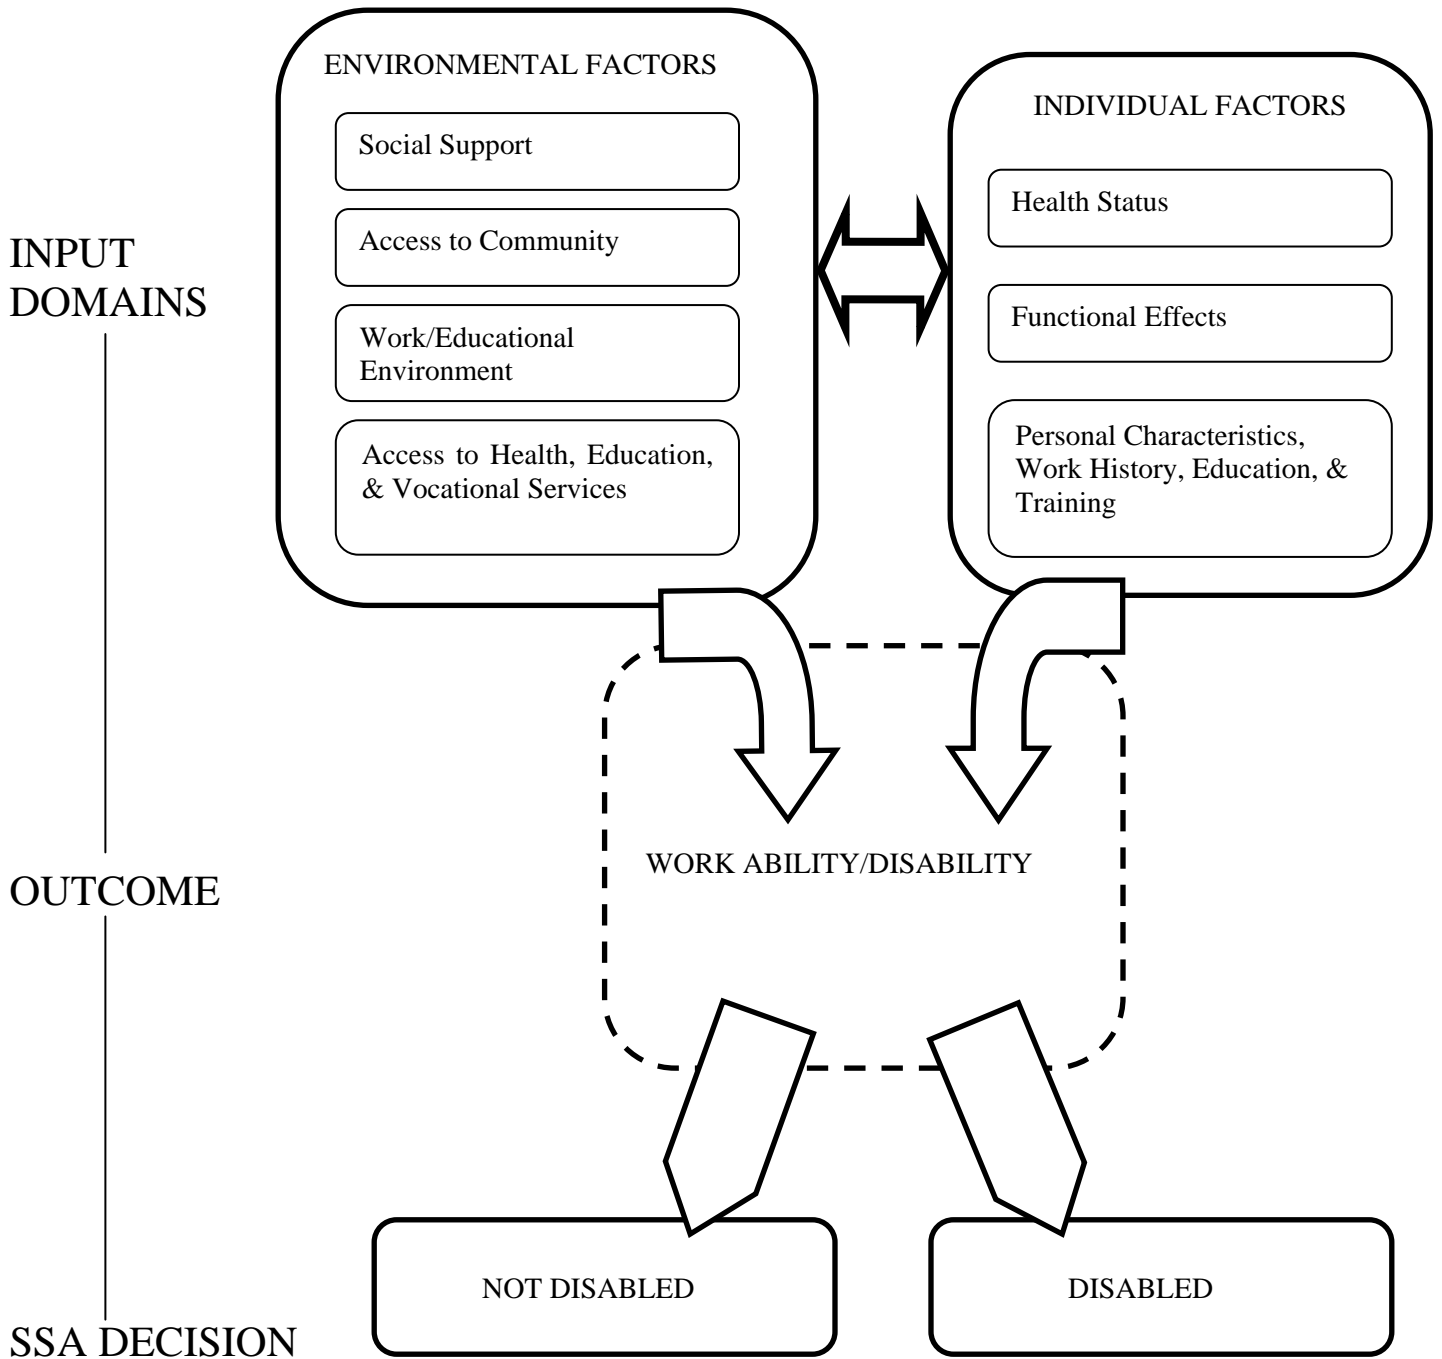 ENVIRONMENTAL FACTORS
Social Support
Access to Community
Work/Educational
Environment
Access to Health, Education,
& Vocational Services
INDIVIDUAL FACTORS
Health Status
Functional Effects
Personal Characteristics,
Work History, Education, &
Training
INPUT
DOMAINS
WORK ABILITY/DISABILITY
OUTCOME
NOT DISABLED
DISABLED
SSA DECISION